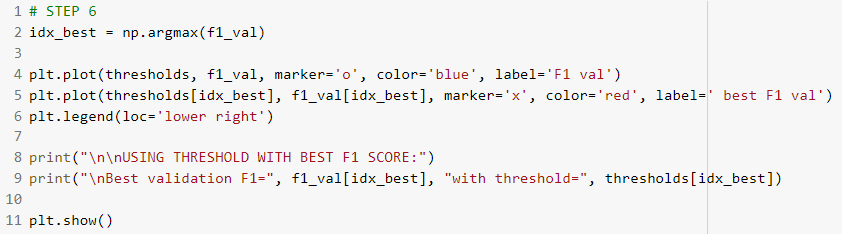 1 # STEP 6
2 idx_best = np.argmax(f1_val)
3
4 plt.plot(thresholds, f1_val, marker='o', color='blue', label='F1 val')
5 plt.plot(thresholds[idx_best], f1_val[idx_best], marker='x', color='red', label=' best F1 val')
6 plt.legend(loc='lower right')
7
8 print("\n\nUSING THRESHOLD WITH BEST F1 SCORE:")
9 print("\nBest validation F1=", f1_val[idx_best], "with threshold=", thresholds[idx_best])
10
11 plt.show()